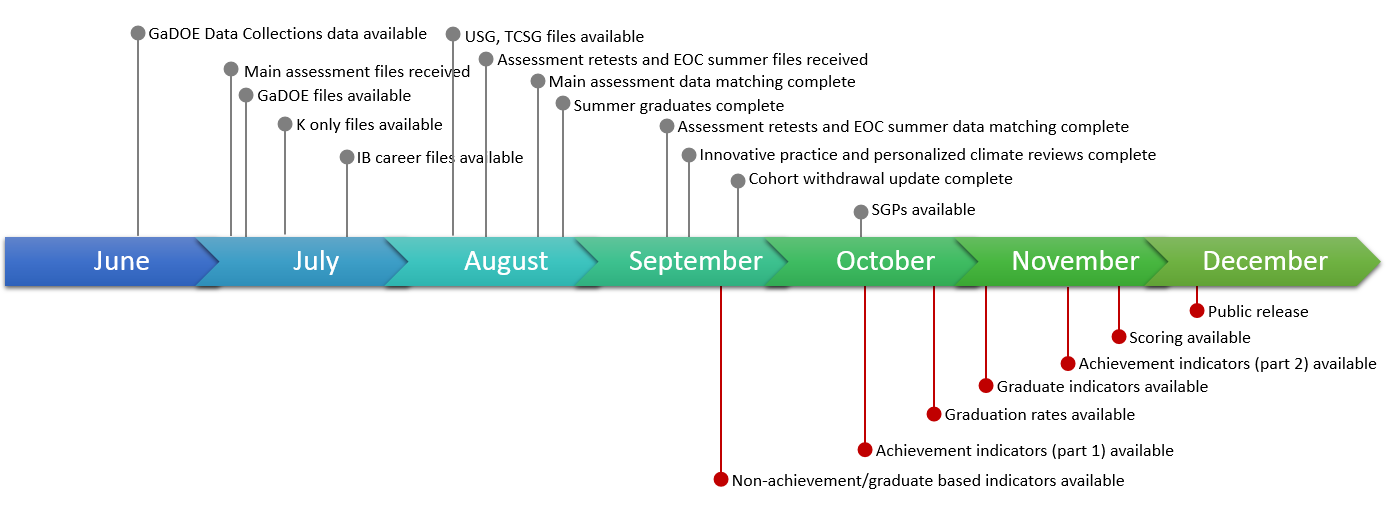 GaDOE Data Collections data available
USG, TCSG files available
Assessment retests and EOC summer files received
Main assessment files received
Main assessment data matching complete
GaDOE files available
Summer graduates complete
K only files available
Assessment retests and EOC summer data matching complete
IB career files available
Innovative practice and personalized climate reviews complete
Cohort withdrawal update complete
SGPs available
June
July
August
September
October
November
December
Public release
Scoring available
Achievement indicators (part 2) available
Graduate indicators available
Graduation rates available
Achievement indicators (part 1) available
Non-achievement/graduate based indicators available